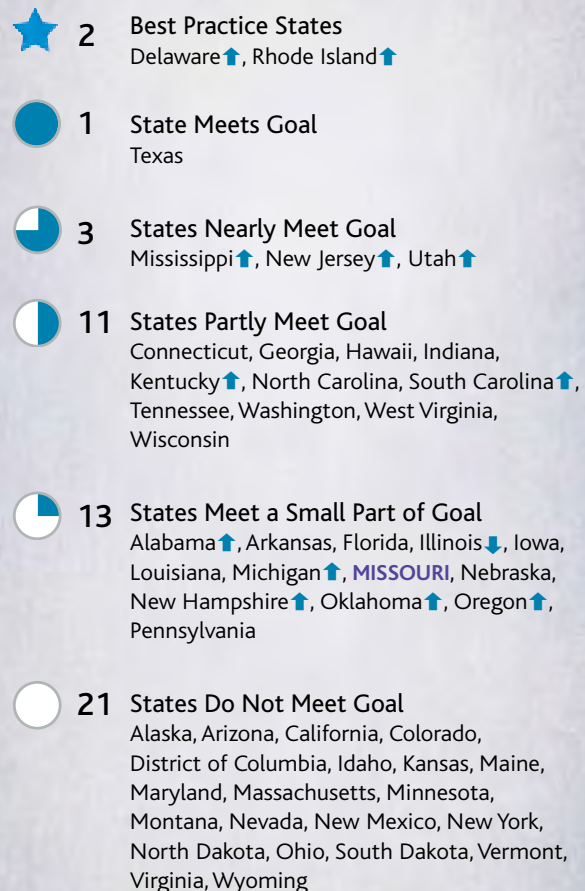 2 Best Practice States
Delaware⬆, Rhode Island⬆
1 State Meets Goal
Texas
3 States Nearly Meet Goal
Mississippi⬆, New Jersey⬆, Utah⬆
11 States Partly Meet Goal
Connecticut, Georgia, Hawaii, Indiana,
Kentucky⬆, North Carolina, South Carolina⬆,
Tennessee, Washington, West Virginia,
Wisconsin
13 States Meet a Small Part of Goal
Alabama⬆, Arkansas, Florida, Illinois⬇, Iowa,
Louisiana, Michigan⬆, MISSOURI, Nebraska,
New Hampshire⬆, Oklahoma⬆, Oregon⬆,
Pennsylvania
21 States Do Not Meet Goal
Alaska, Arizona, California, Colorado,
District of Columbia, Idaho, Kansas, Maine,
Maryland, Massachusetts, Minnesota,
Montana, Nevada, New Mexico, New York,
North Dakota, Ohio, South Dakota, Vermont,
Virginia, Wyoming